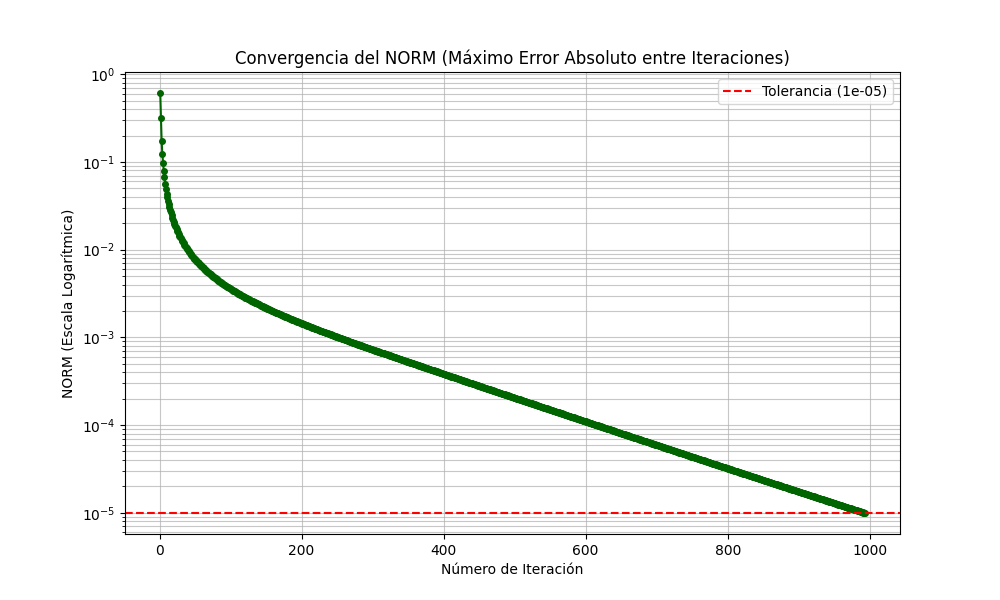 Convergencia del NORM (Máximo Error Absoluto entre Iteraciones)
Tolerancia (1e-05)
NORM (Escala Logarítmica)
10⁰
10⁻¹
10⁻²
10⁻³
10⁻⁴
10⁻⁵
0 200 400 600 800 1000
Número de Iteración